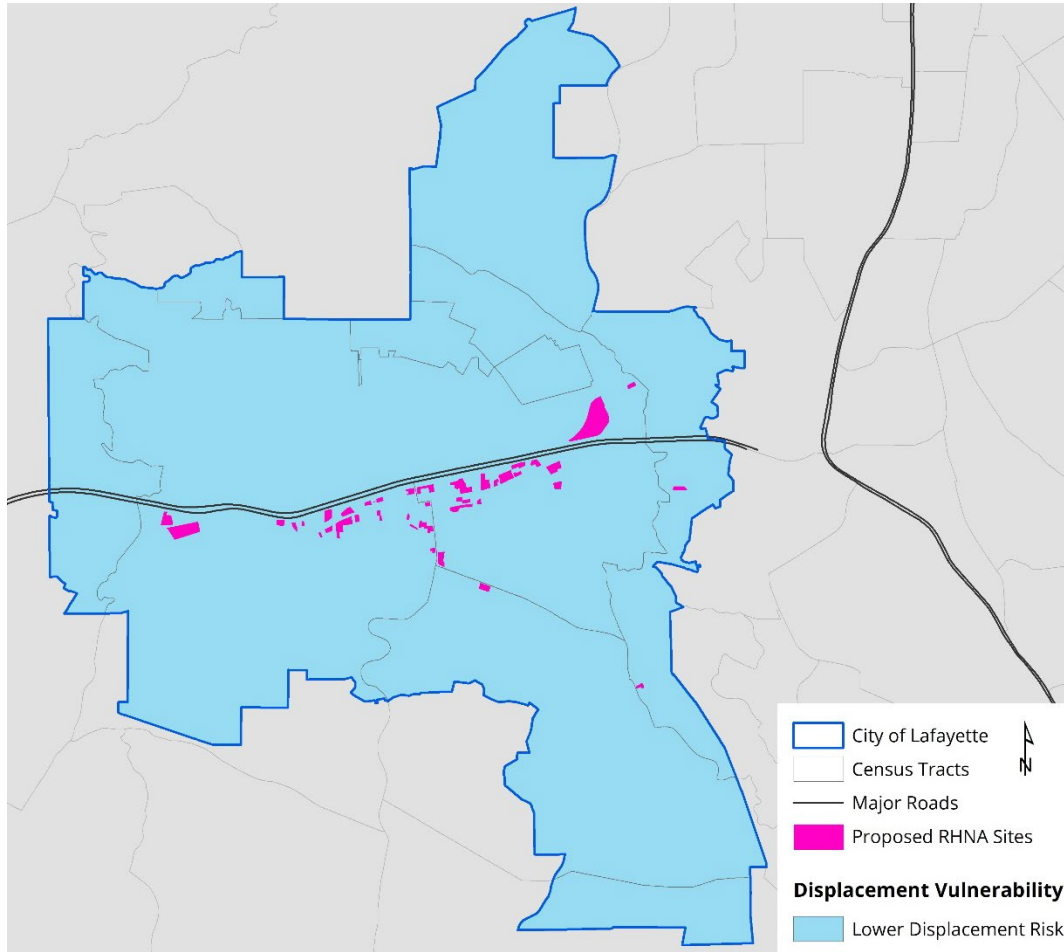 City of Lafayette
N
Census Tracts
Major Roads
Proposed RHNA Sites
Displacement Vulnerability
Lower Displacement Risk